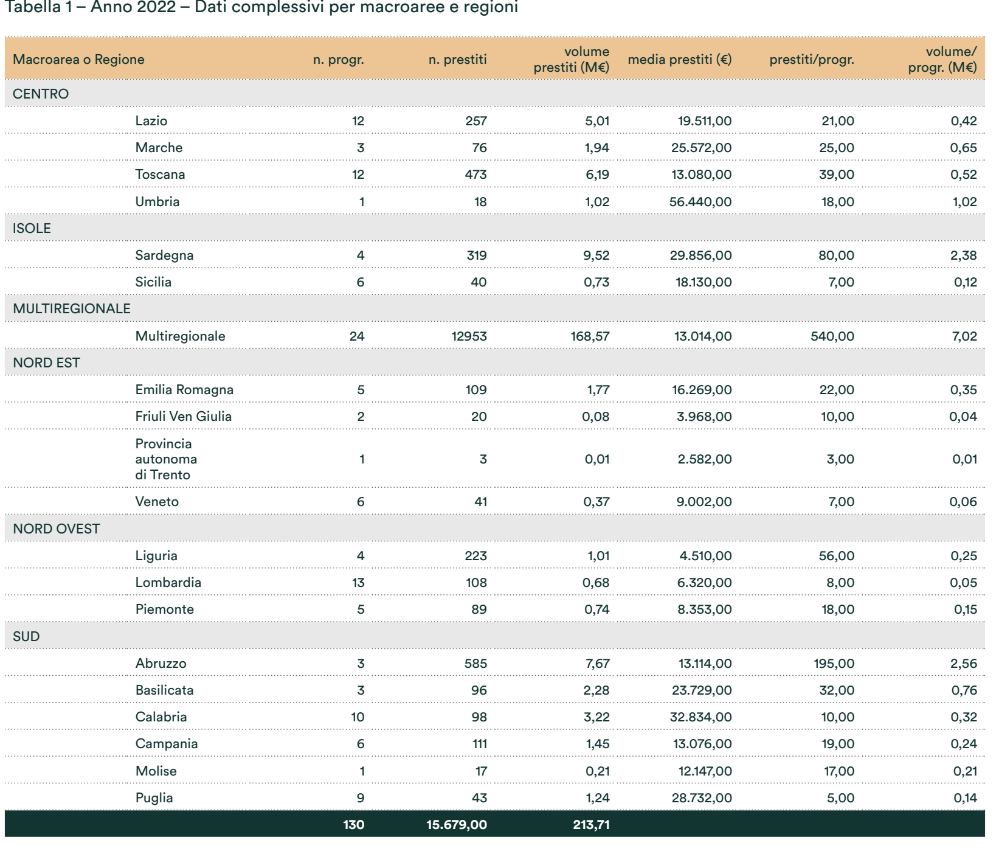 Tabella 1 – Anno 2022 – Dati complessivi per macroaree e regioni
Macroarea o Regione n. progr. n. prestiti volume prestiti (M€) media prestiti (€) prestiti/progr. volume/ progr. (M€)
CENTRO
Lazio 12 257 5,01 19.511,00 21,00 0,42
Marche 3 76 1,94 25.572,00 25,00 0,65
Toscana 12 473 6,19 13.080,00 39,00 0,52
Umbria 1 18 1,02 56.440,00 18,00 1,02
ISOLE
Sardegna 4 319 9,52 29.856,00 80,00 2,38
Sicilia 6 40 0,73 18.130,00 7,00 0,12
MULTIREGIONALE
Multiregionale 24 12953 168,57 13.014,00 540,00 7,02
NORD EST
Emilia Romagna 5 109 1,77 16.269,00 22,00 0,35
Friuli Ven Giulia 2 20 0,08 3.968,00 10,00 0,04
Provincia
autonoma
di Trento 1 3 0,01 2.582,00 3,00 0,01
Veneto 6 41 0,37 9.002,00 7,00 0,06
NORD OVEST
Liguria 4 223 1,01 4.510,00 56,00 0,25
Lombardia 13 108 0,68 6.320,00 8,00 0,05
Piemonte 5 89 0,74 8.353,00 18,00 0,15
SUD
Abruzzo 3 585 7,67 13.114,00 195,00 2,56
Basilicata 3 96 2,28 23.729,00 32,00 0,76
Calabria 10 98 3,22 32.834,00 10,00 0,32
Campania 6 111 1,45 13.076,00 19,00 0,24
Molise 1 17 0,21 12.147,00 17,00 0,21
Puglia 9 43 1,24 28.732,00 5,00 0,14
130 15.679,00 213,71